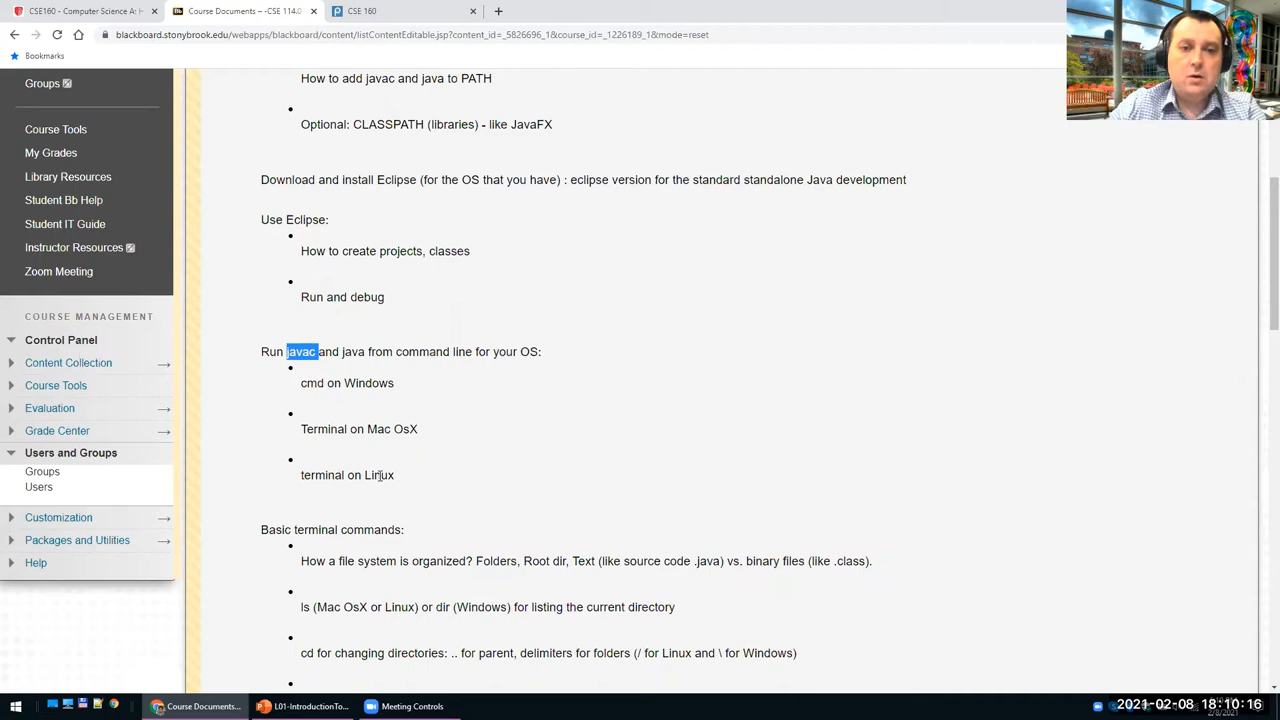 CSE160 - Computer Science A: H
Course Documents – -CSE 114.0
CSE 160
blackboard.stonybrook.edu/webapps/blackboard/content/listContentEditable.jsp?content_id=_5826696_1&course_id=_1226189_1&mode=reset
Bookmarks
Groups
Course Tools
My Grades
Library Resources
Student Bb Help
Student IT Guide
Instructor Resources
Zoom Meeting
COURSE MANAGEMENT
Control Panel
Content Collection
Course Tools
Evaluation
Grade Center
Users and Groups
Groups
Users
Customization
Packages and Utilities
Help
How to add javac and java to PATH
Optional: CLASSPATH (libraries) - like JavaFX
Download and install Eclipse (for the OS that you have) : eclipse version for the standard standalone Java development
Use Eclipse:
How to create projects, classes
Run and debug
Run javac and java from command line for your OS:
cmd on Windows
Terminal on Mac OsX
terminal on Linux
Basic terminal commands:
How a file system is organized? Folders, Root dir, Text (like source code .java) vs. binary files (like .class).
ls (Mac OsX or Linux) or dir (Windows) for listing the current directory
cd for changing directories: .. for parent, delimiters for folders (/ for Linux and \ for Windows)
Course Documents...
L01-IntroductionTo...
Meeting Controls
2021-02-08 18:10:16
2/8/2021